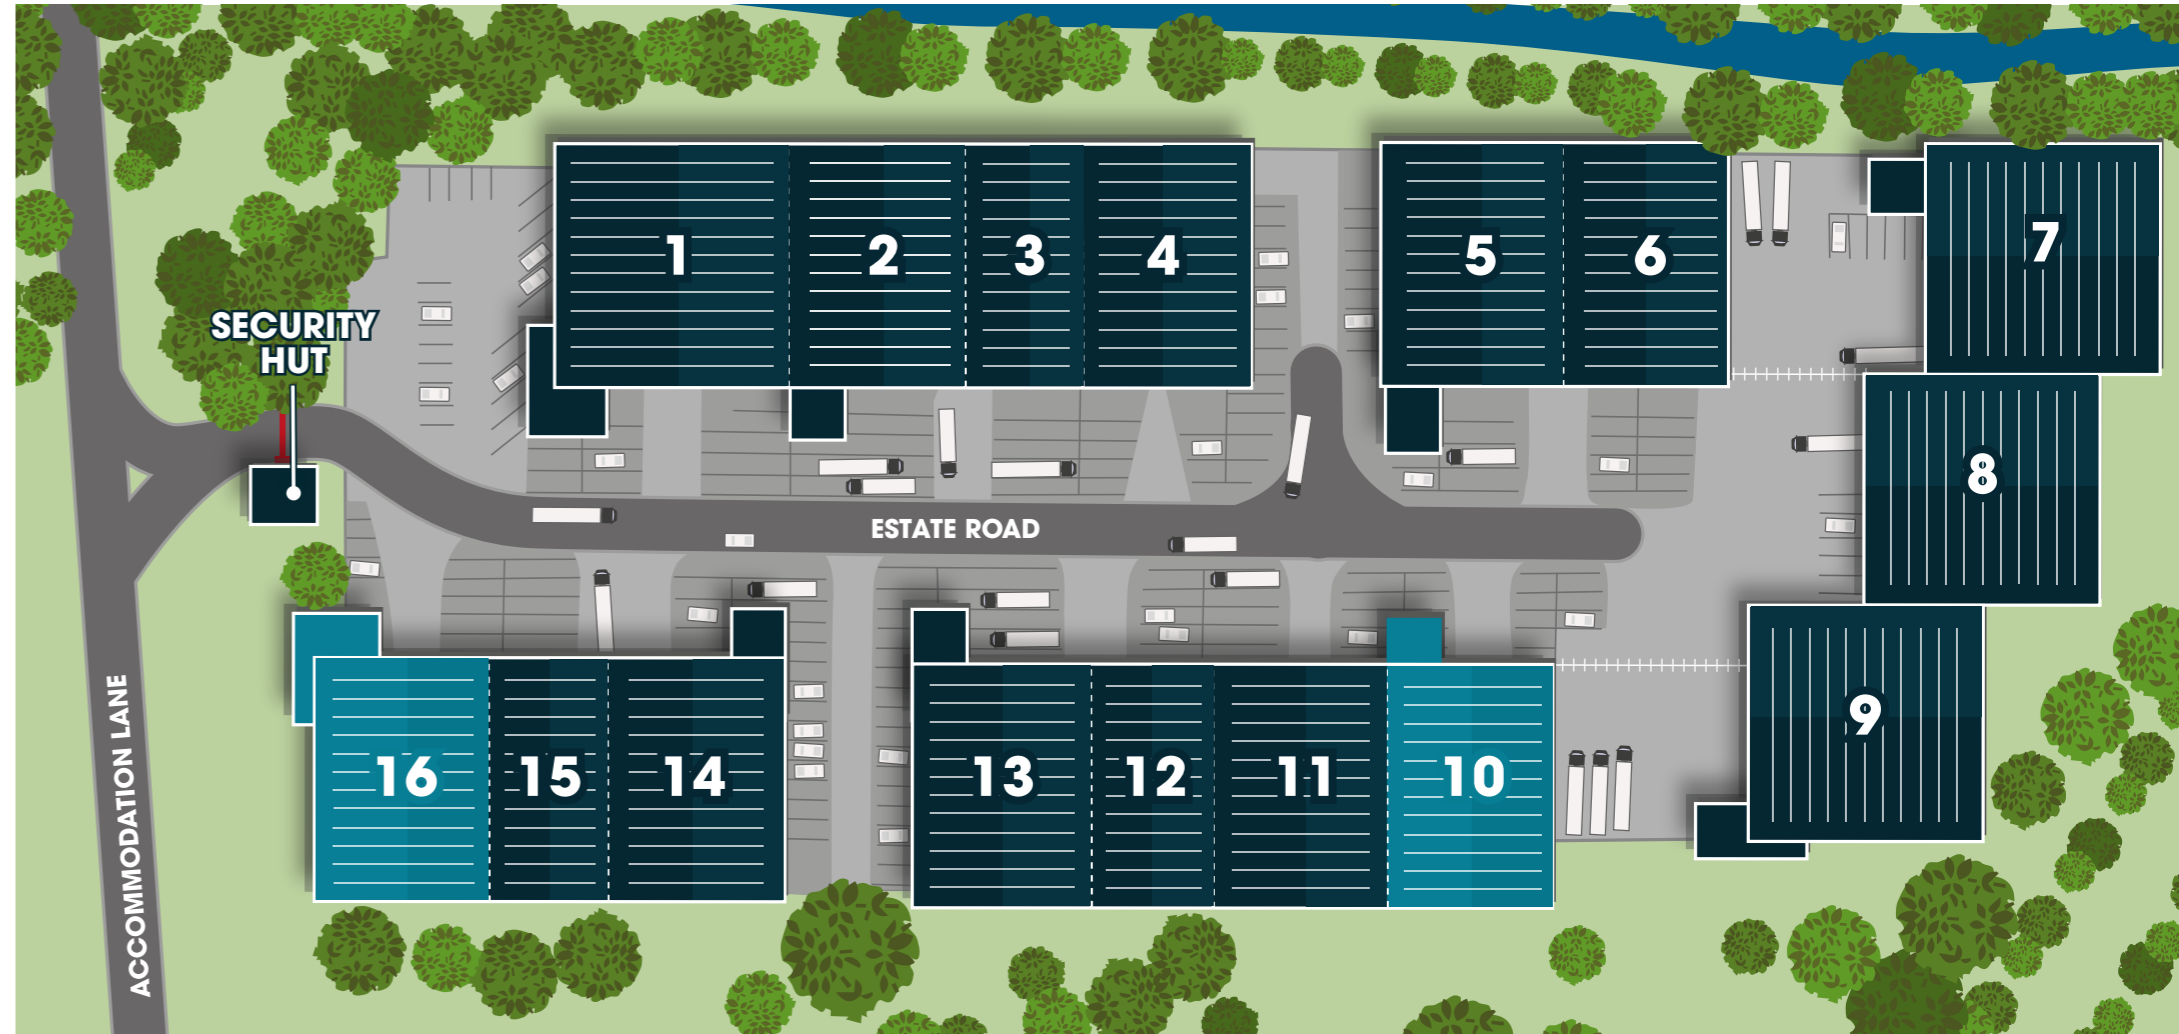 1 2 3 4 5 6 7
SECURITY
HUT
8
ESTATE ROAD
9
16 15 14 13 12 11 10
ACCOMMODATION LANE